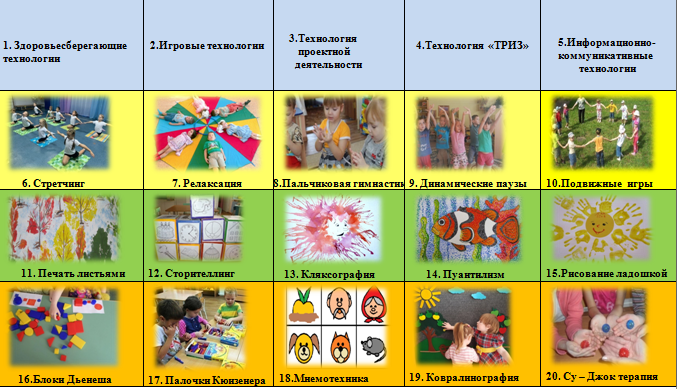 1. Здоровьесберегающие
технологии
2.Игровые технологии
3.Технология
проектной
деятельности
4.Технология «ТРИЗ»
5.Информационно-
коммуникативные
технологии
6. Стретчинг
7. Релаксация
8.Пальчиковая гимнастик
9. Динамические паузы
10.Подвижные игры
11. Печать листьями
12. Сторителлинг
13. Кляксография
14. Пуантилизм
15.Рисование ладошкой
16.Блоки Дьенеша
17. Палочки Кюизенера
18.Мнемотехника
19. Ковралинография
20. Су – Джок терапия